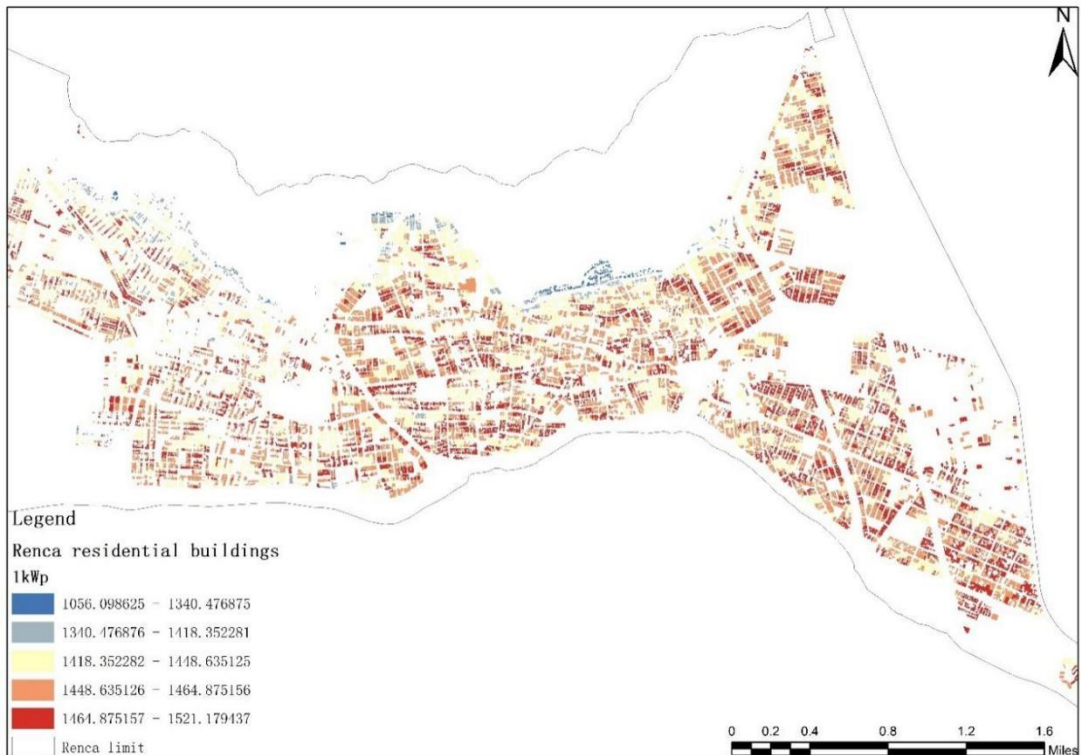 N
Legend
Renca residential buildings
1kWp
1056.098625 - 1340.476875
1340.476876 - 1418.352281
1418.352282 - 1448.635125
1448.635126 - 1464.875156
1464.875157 - 1521.179437
Renca limit
0 0.2 0.4 0.8 1.2 1.6
Miles